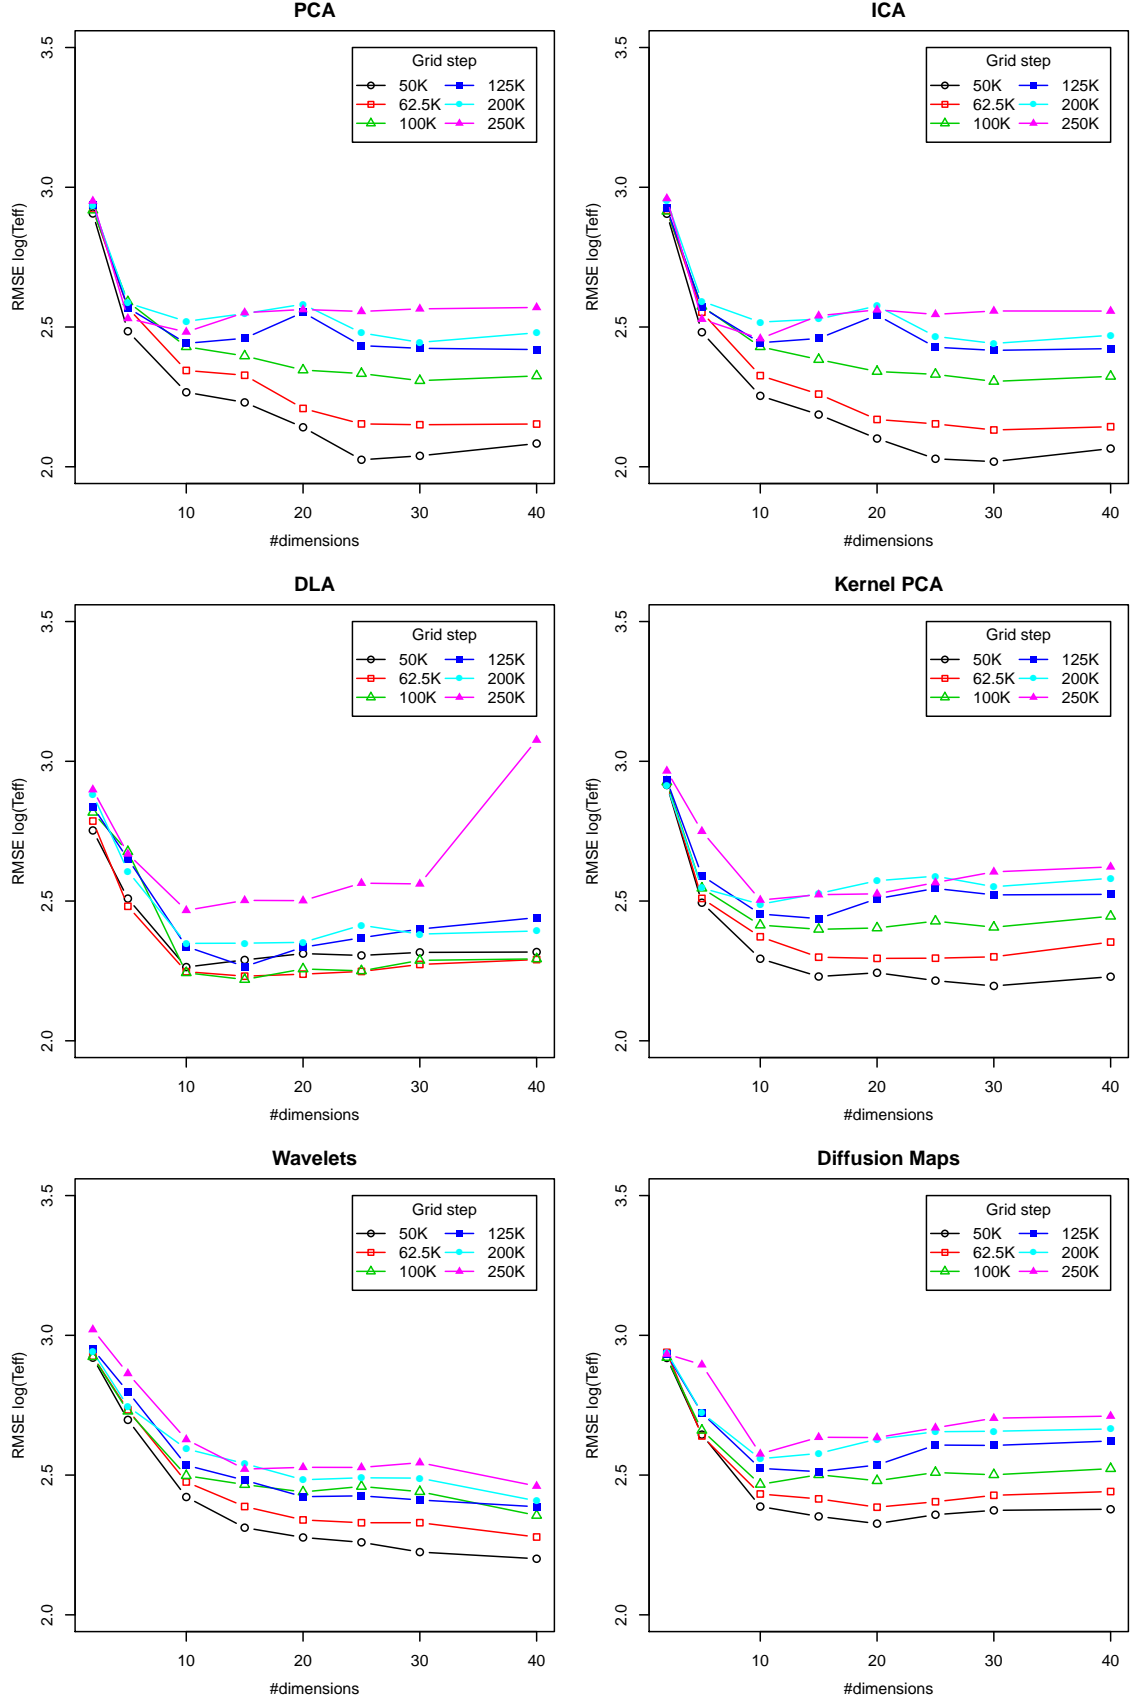 PCA
RMSE log(Teff)
3.5
3.0
2.5
2.0
Grid step
50K 125K
62.5K 200K
100K 250K
10 20 30 40
#dimensions
ICA
RMSE log(Teff)
3.5
3.0
2.5
2.0
Grid step
50K 125K
62.5K 200K
100K 250K
10 20 30 40
#dimensions
DLA
RMSE log(Teff)
3.5
3.0
2.5
2.0
Grid step
50K 125K
62.5K 200K
100K 250K
10 20 30 40
#dimensions
Kernel PCA
RMSE log(Teff)
3.5
3.0
2.5
2.0
Grid step
50K 125K
62.5K 200K
100K 250K
10 20 30 40
#dimensions
Wavelets
RMSE log(Teff)
3.5
3.0
2.5
2.0
Grid step
50K 125K
62.5K 200K
100K 250K
10 20 30 40
#dimensions
Diffusion Maps
RMSE log(Teff)
3.5
3.0
2.5
2.0
Grid step
50K 125K
62.5K 200K
100K 250K
10 20 30 40
#dimensions